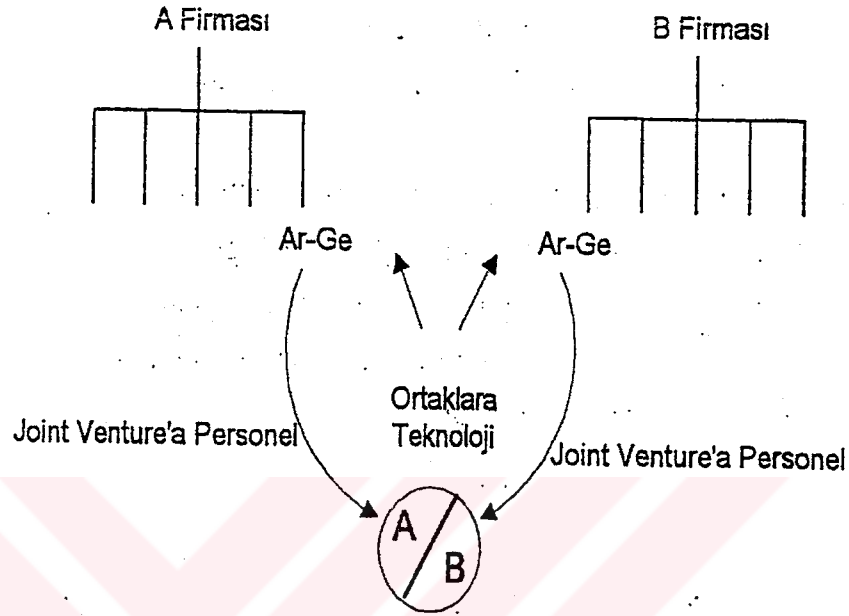 A Firması
B Firması
Ar-Ge
Ar-Ge
Ortaklara
Teknoloji
Joint Venture'a Personel
Joint Venture'a Personel
A
B